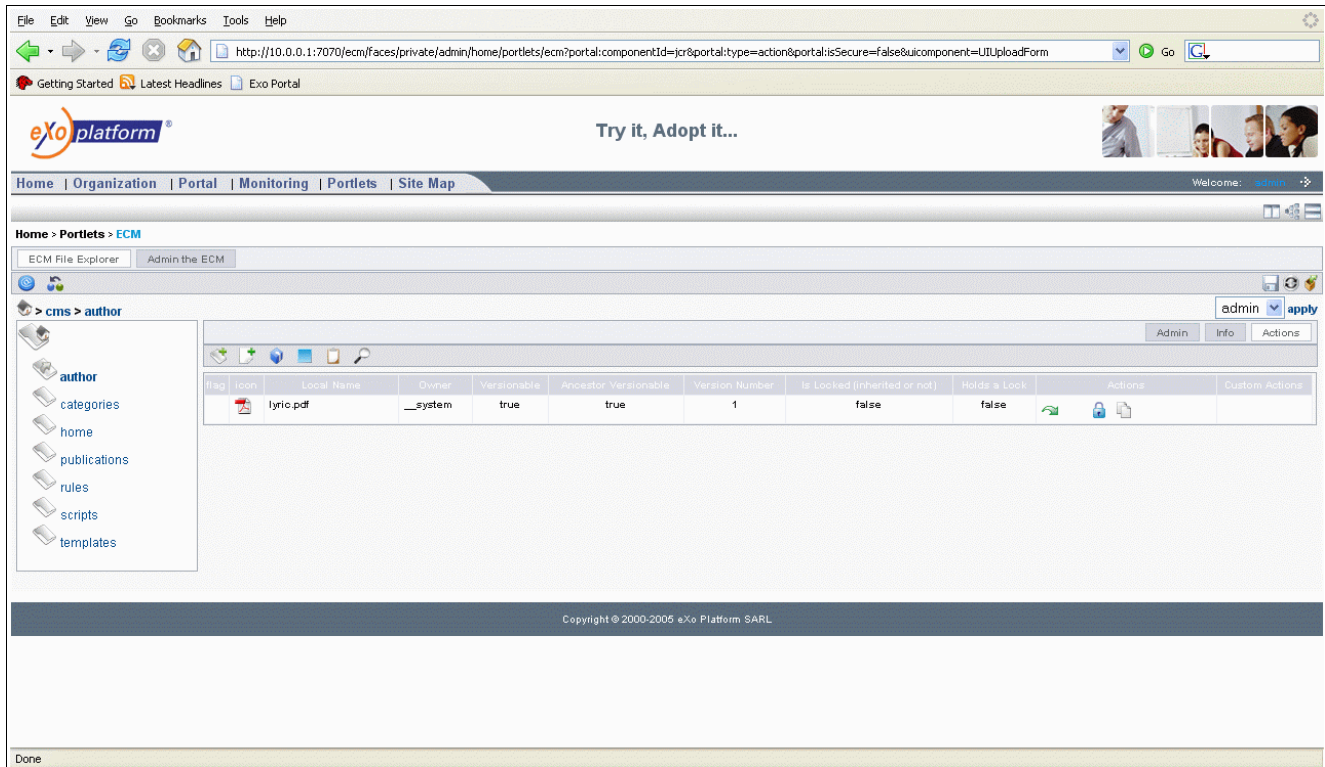 File Edit View Go Bookmarks Tools Help
http://10.0.0.1:7070/ecm/faces/private/admin/home/portlets/ecm?portal:componentId=jcr&portal:type=action&portal:isSecure=false&uicomponent=UIUploadForm Go G
Getting Started Latest Headlines Exo Portal
eXo platform ®
Try it, Adopt it...
Home | Organization | Portal | Monitoring | Portlets | Site Map
Welcome: admin
Home > Portlets > ECM
ECM File Explorer Admin the ECM
> cms > author
admin apply
Admin Info Actions
author
categories
home
publications
rules
scripts
templates
flag icon Local Name Owner Versionable Ancestor Versionable Version Number Is Locked (inherited or not) Holds a Lock Actions Custom Actions
lyric.pdf __system true true 1 false false
Copyright © 2000-2005 eXo Platform SARL
Done